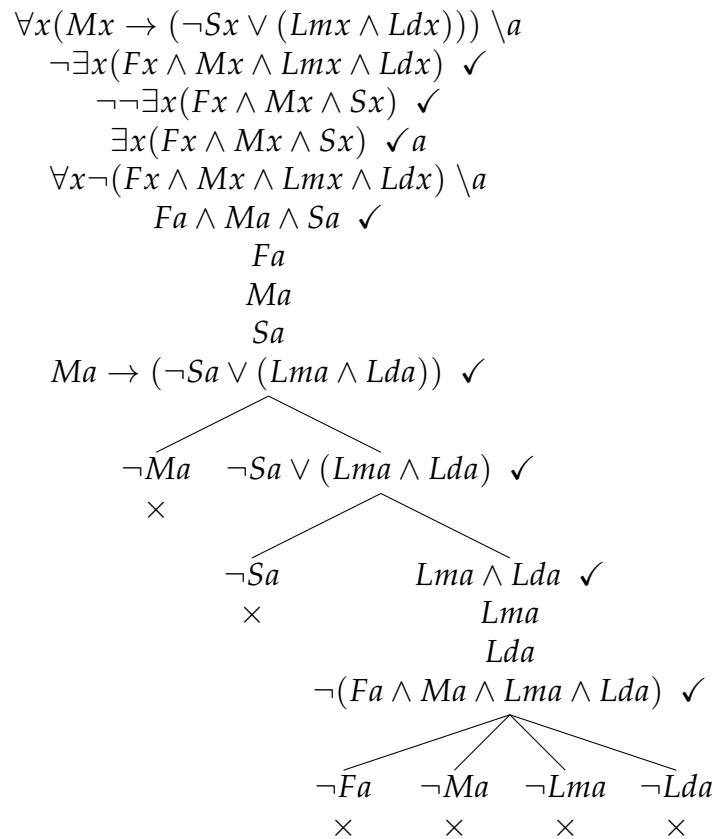 ∀x(Mx → (¬Sx ∨ (Lmx ∧ Ldx))) \a
¬∃x(Fx ∧ Mx ∧ Lmx ∧ Ldx) ✓
¬¬∃x(Fx ∧ Mx ∧ Sx) ✓
∃x(Fx ∧ Mx ∧ Sx) ✓a
∀x¬(Fx ∧ Mx ∧ Lmx ∧ Ldx) \a
Fa ∧ Ma ∧ Sa ✓
Fa
Ma
Sa
Ma → (¬Sa ∨ (Lma ∧ Lda)) ✓
¬Ma ¬Sa ∨ (Lma ∧ Lda) ✓
×
¬Sa Lma ∧ Lda ✓
× Lma
Lda
¬(Fa ∧ Ma ∧ Lma ∧ Lda) ✓
¬Fa ¬Ma ¬Lma ¬Lda
× × × ×